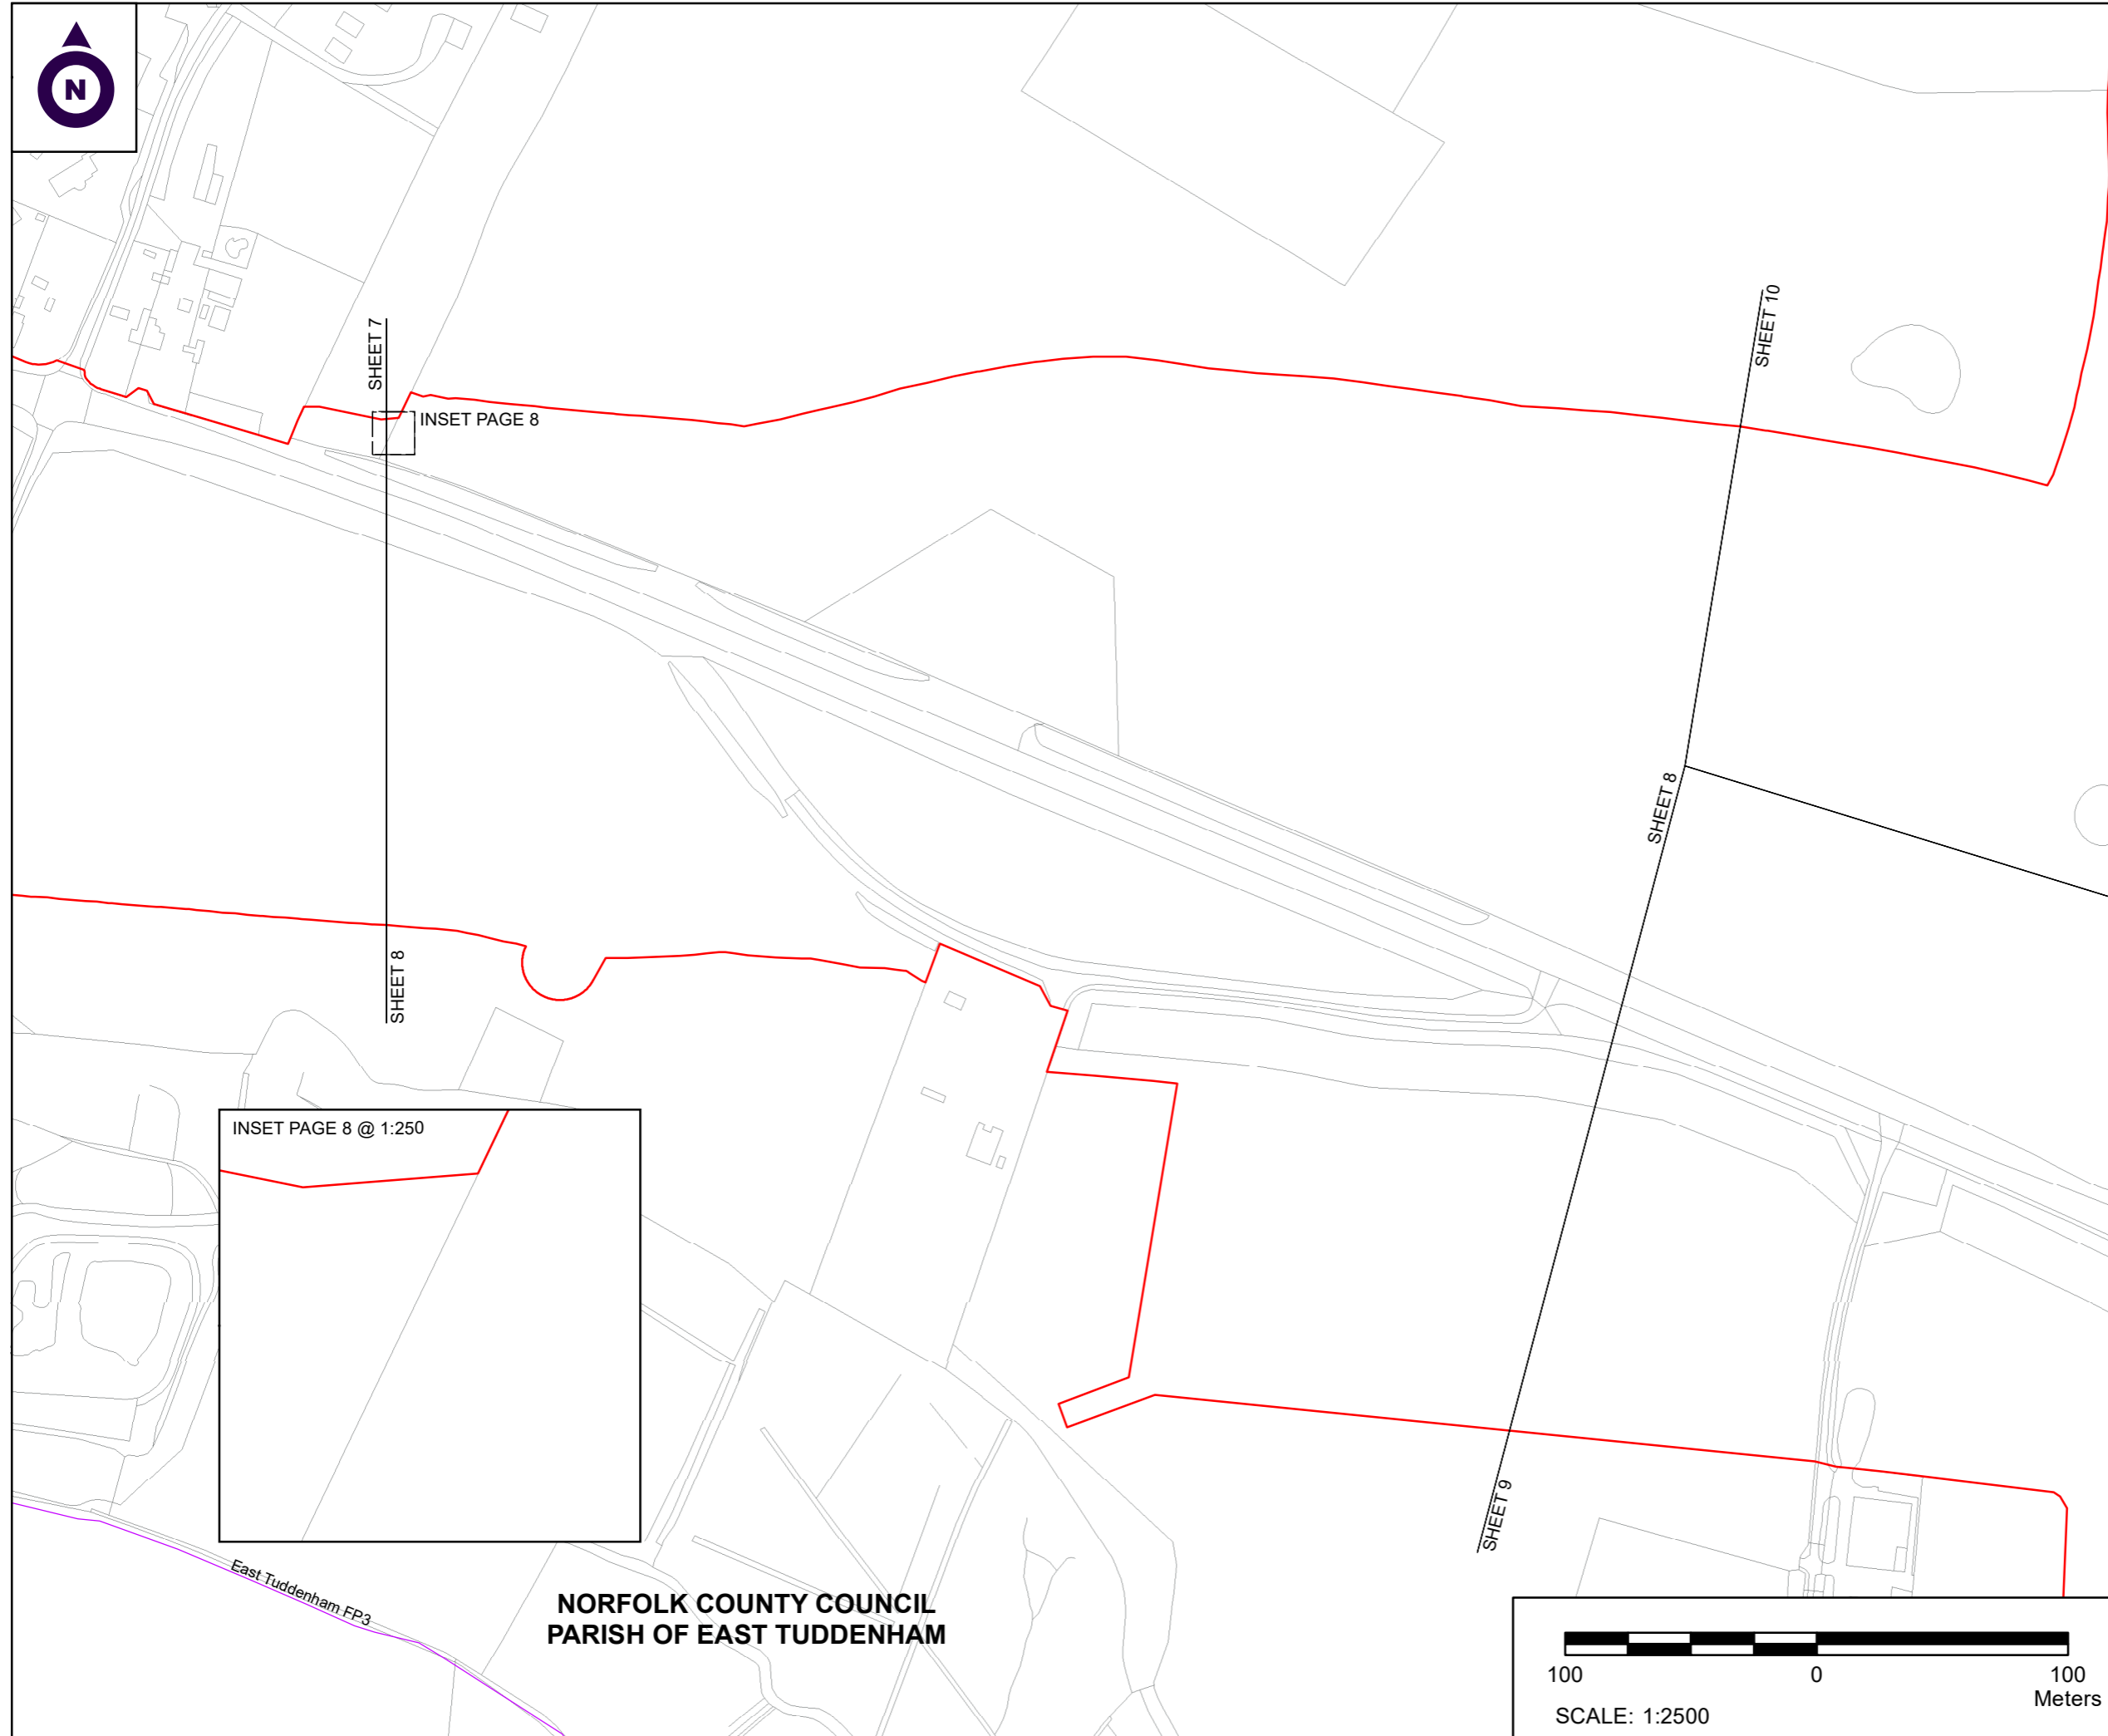 N
SHEET 7
INSET PAGE 8
SHEET 10
SHEET 8
SHEET 8
INSET PAGE 8 @ 1:250
SHEET 9
East Tuddenham FP3
NORFOLK COUNTY COUNCIL
PARISH OF EAST TUDDENHAM
100 0 100
Meters
SCALE: 1:2500